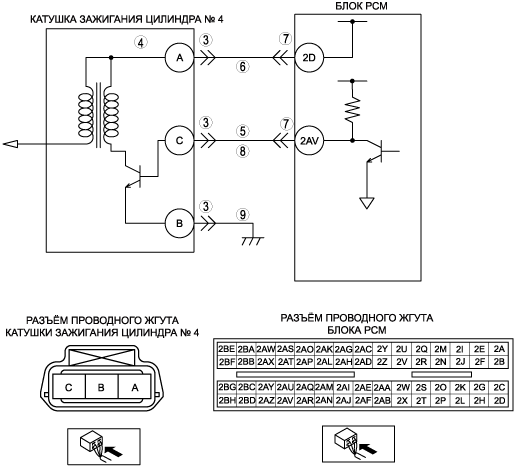 КАТУШКА ЗАЖИГАНИЯ ЦИЛИНДРА № 4
БЛОК PCM
4
3
7
A
2D
6
3
5
7
C
2AV
8
3
9
B
РАЗЪЁМ ПРОВОДНОГО ЖГУТА
КАТУШКИ ЗАЖИГАНИЯ ЦИЛИНДРА № 4
C B A
РАЗЪЁМ ПРОВОДНОГО ЖГУТА
БЛОКА PCM
2BE 2BA 2AW 2AS 2AO 2AK 2AG 2AC 2Y 2U 2Q 2M 2I 2E 2A
2BF 2BB 2AX 2AT 2AP 2AL 2AH 2AD 2Z 2V 2R 2N 2J 2F 2B
2BG 2BC 2AY 2AU 2AQ 2AM 2AI 2AE 2AA 2W 2S 2O 2K 2G 2C
2BH 2BD 2AZ 2AV 2AR 2AN 2AJ 2AF 2AB 2X 2T 2P 2L 2H 2D